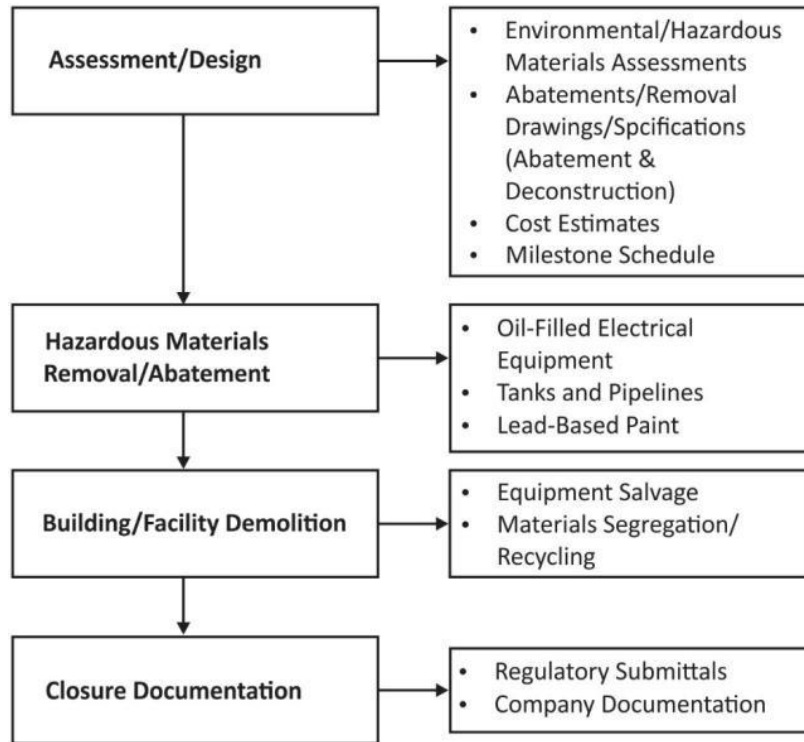 Assessment/Design
• Environmental/Hazardous
Materials Assessments
• Abatements/Removal
Drawings/Spcifications
(Abatement &
Deconstruction)
• Cost Estimates
• Milestone Schedule
Hazardous Materials
Removal/Abatement
• Oil-Filled Electrical
Equipment
• Tanks and Pipelines
• Lead-Based Paint
Building/Facility Demolition
• Equipment Salvage
• Materials Segregation/
Recycling
Closure Documentation
• Regulatory Submittals
• Company Documentation